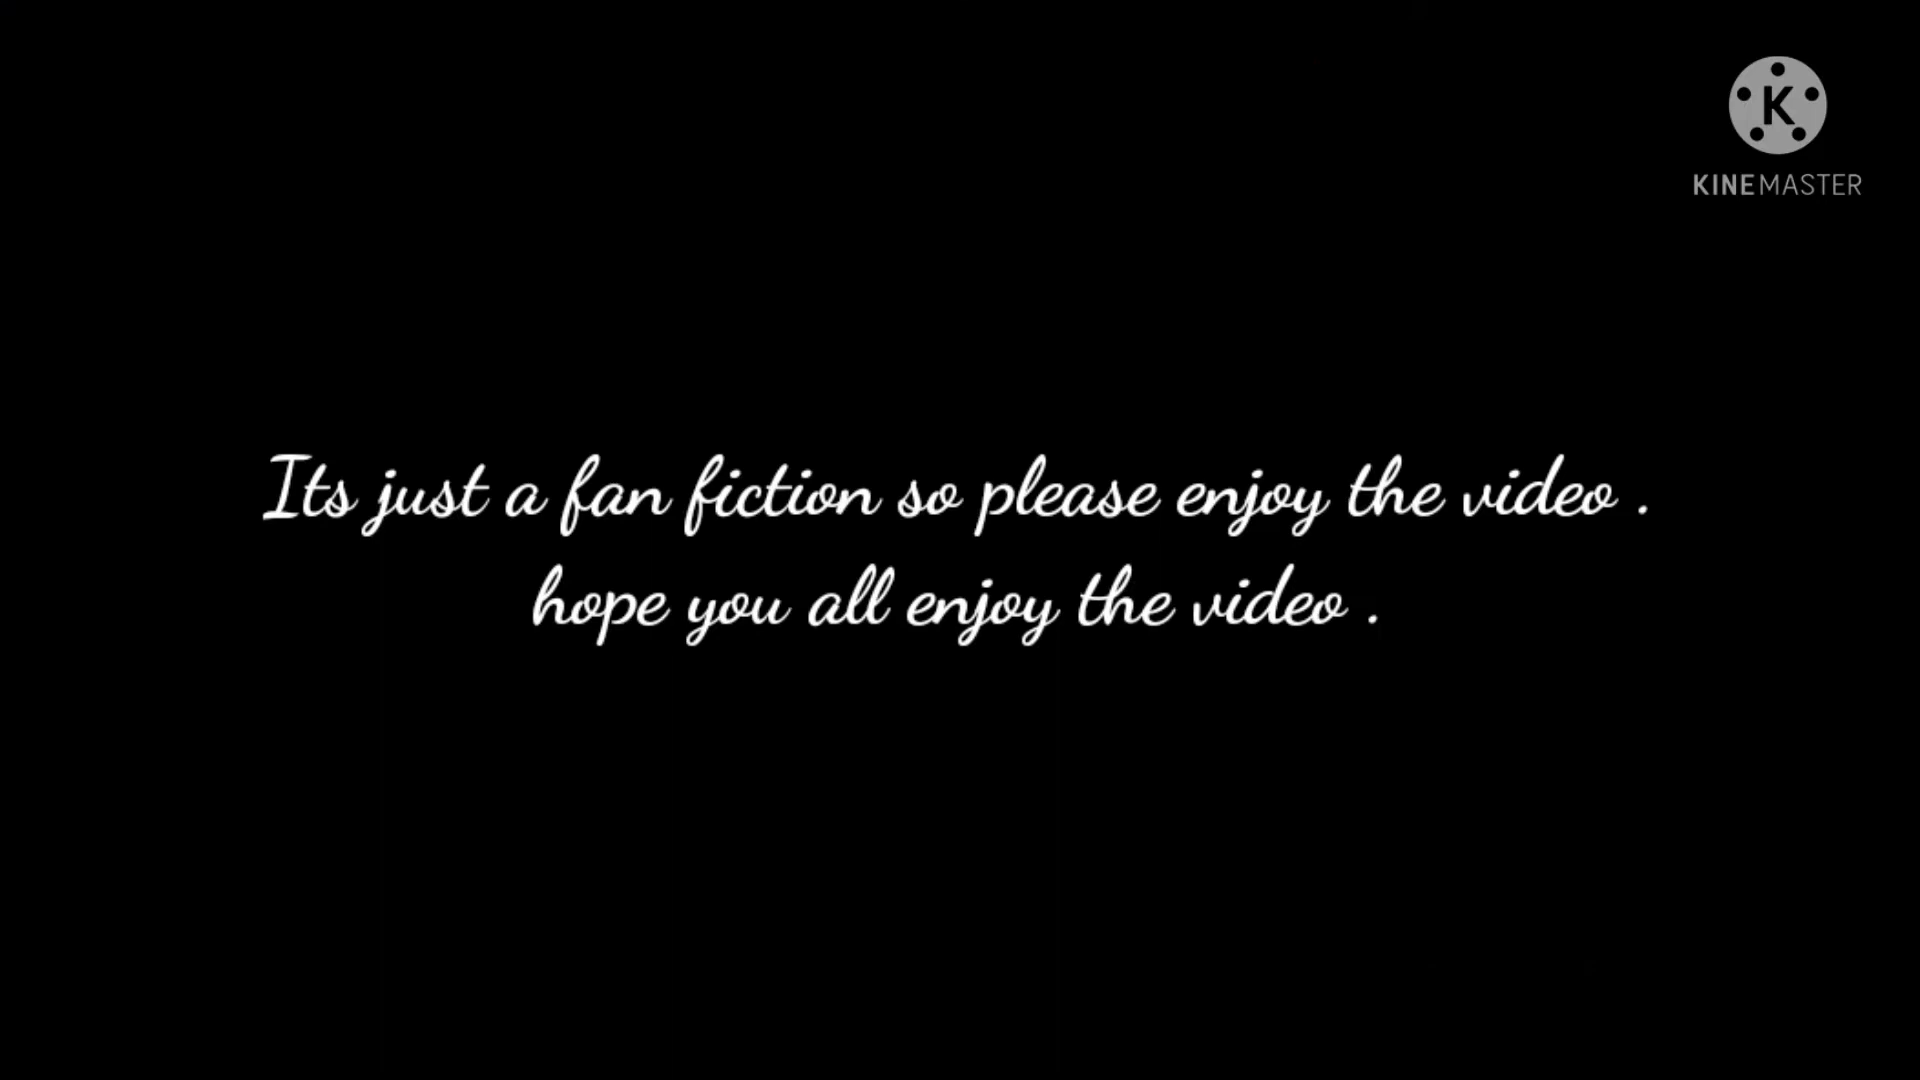 K
KINEMASTER
Its just a fan fiction so please enjoy the video .
hope you all enjoy the video .